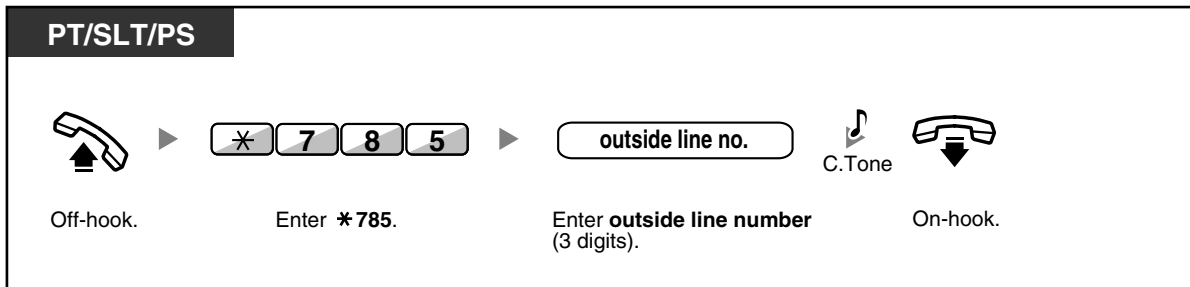 PT/SLT/PS
* 7 8 5
outside line no.
C.Tone
Off-hook.
Enter *785.
Enter outside line number
(3 digits).
On-hook.